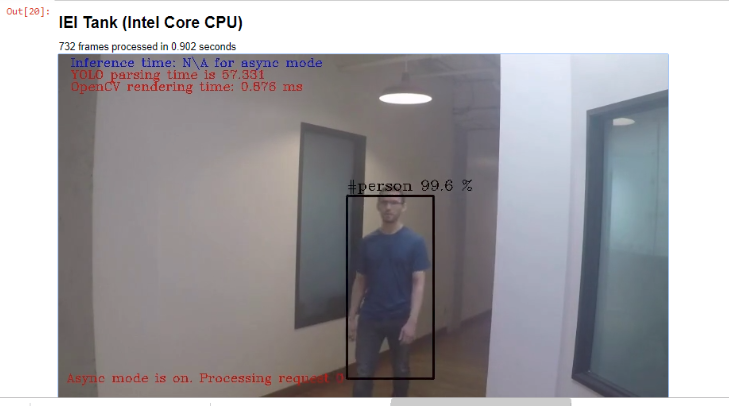 Out[20]:
IEI Tank (Intel Core CPU)
732 frames processed in 0.902 seconds
Inference time: N\A for async mode
YOLO parsing time is 57.331
OpenCV rendering time: 0.876 ms
#person 99.6 %
Async mode is on. Processing request 0